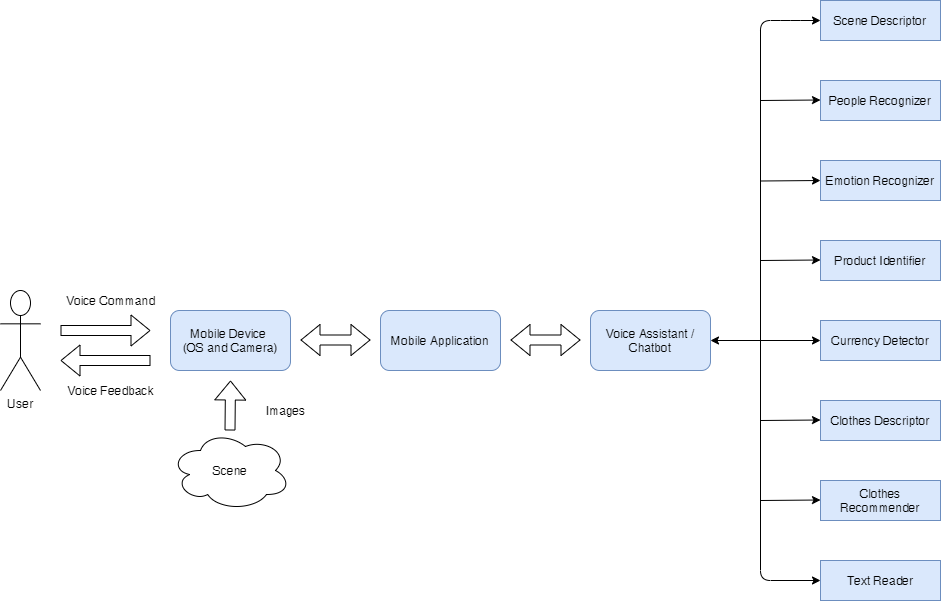 Scene Descriptor
People Recognizer
Emotion Recognizer
Product Identifier
Voice Command
Mobile Device
(OS and Camera)
Mobile Application
Voice Assistant /
Chatbot
Currency Detector
Voice Feedback
User
Images
Clothes Descriptor
Scene
Clothes
Recommender
Text Reader